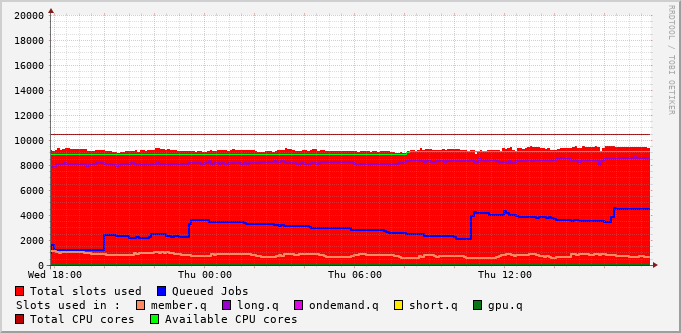 20000
18000
16000
14000
12000
10000
8000
6000
4000
2000
0
Wed 18:00 Thu 00:00 Thu 06:00 Thu 12:00
RRDTOOL / TOBI OETIKER
Total slots used Queued Jobs
Slots used in : member.q long.q ondemand.q short.q gpu.q
Total CPU cores Available CPU cores